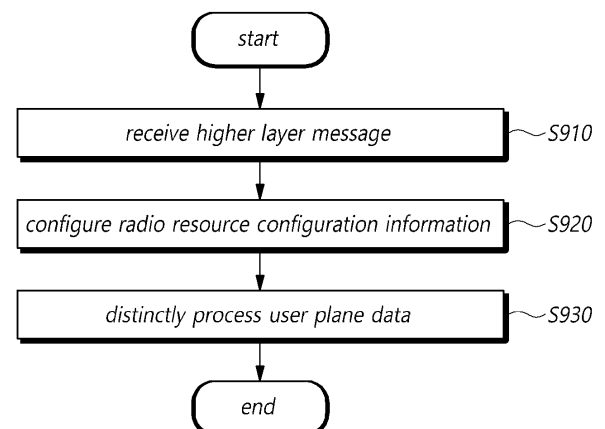 start
receive higher layer message
S910
configure radio resource configuration information
S920
distinctly process user plane data
S930
end